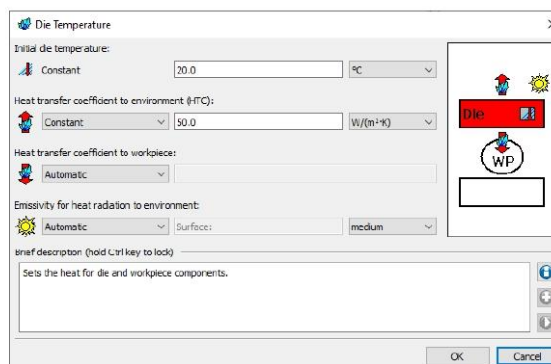 Die Temperature
Initial die temperature:
Constant 20.0 °C
Heat transfer coefficient to environment (HTC):
Constant 50.0 W/(m²·K)
Heat transfer coefficient to workpiece:
Automatic
Emissivity for heat radiation to environment:
Automatic Surface: medium
Die
WP
Brief description (hold Ctrl key to lock)
Sets the heat for die and workpiece components.
OK Cancel